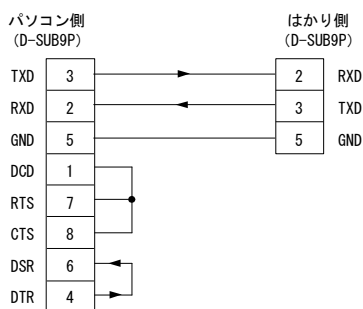 パソコン側 はかり側
(D-SUB9P) (D-SUB9P)
TXD 3 2 RXD
RXD 2 3 TXD
GND 5 5 GND
DCD 1
RTS 7
CTS 8
DSR 6
DTR 4